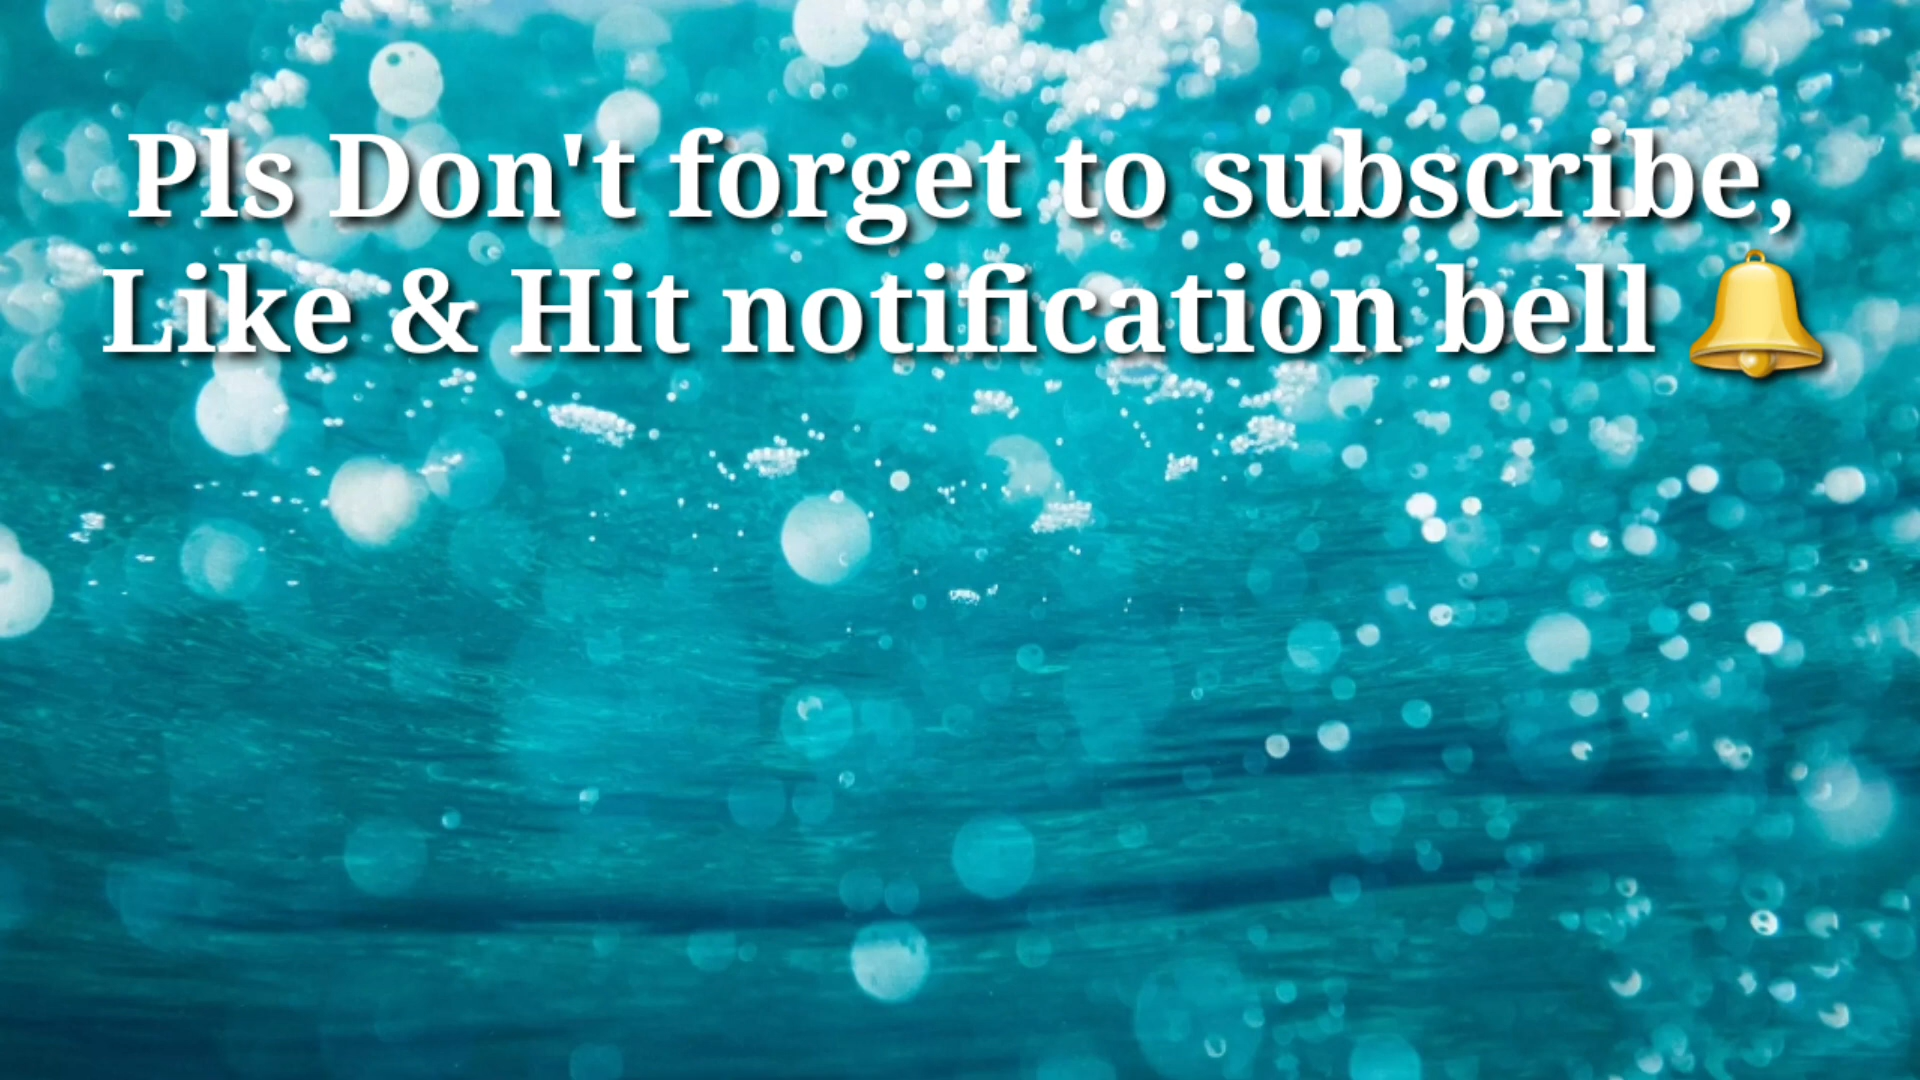 Pls Don't forget to subscribe,
Like & Hit notification bell 🔔